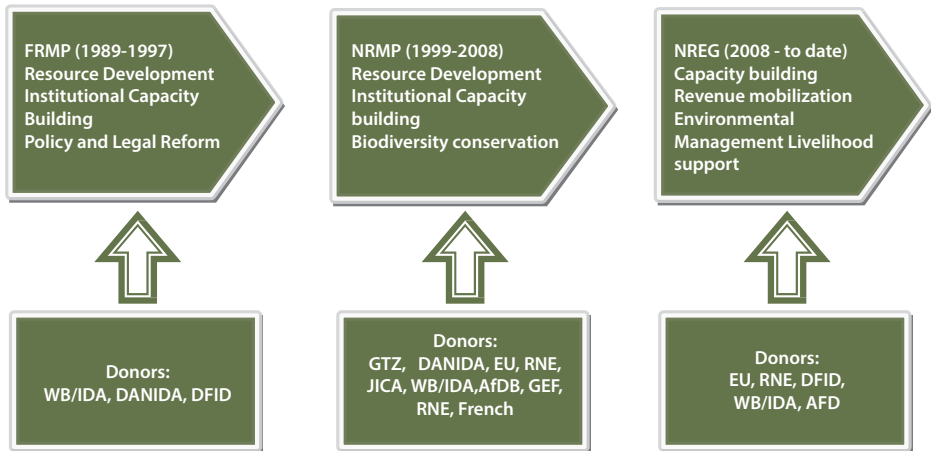 FRMP (1989-1997)
Resource Development
Institutional Capacity
Building
Policy and Legal Reform
NRMP (1999-2008)
Resource Development
Institutional Capacity
building
Biodiversity conservation
NREG (2008 - to date)
Capacity building
Revenue mobilization
Environmental
Management Livelihood
support
Donors:
WB/IDA, DANIDA, DFID
Donors:
GTZ, DANIDA, EU, RNE,
JICA, WB/IDA,AfDB, GEF,
RNE, French
Donors:
EU, RNE, DFID,
WB/IDA, AFD